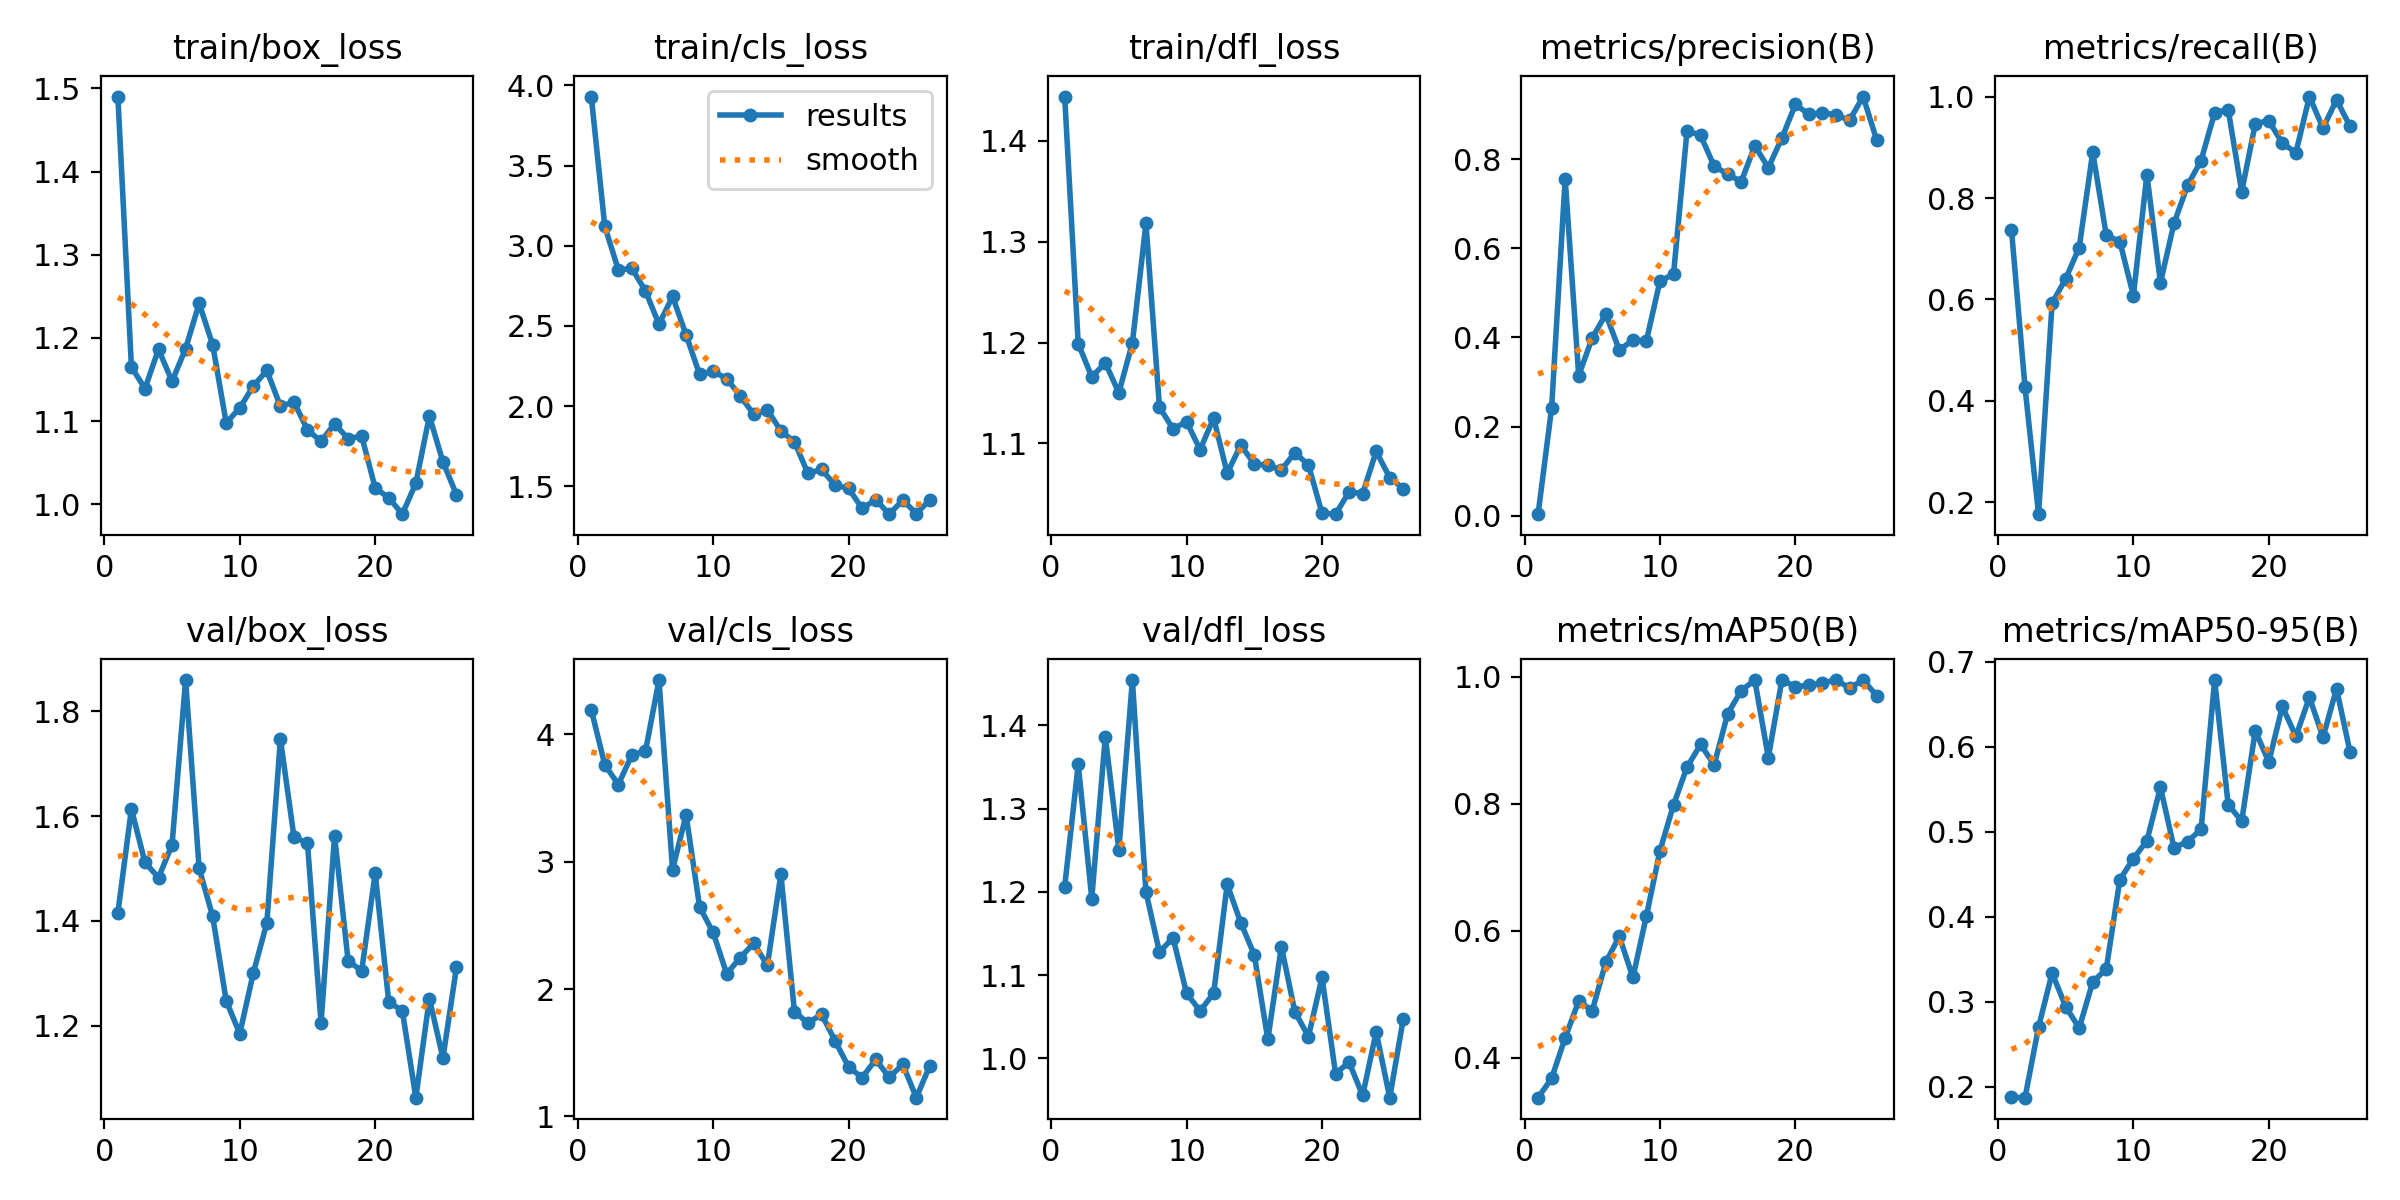 train/box_loss
1.5
1.4
1.3
1.2
1.1
1.0
0 10 20
train/cls_loss
results
smooth
4.0
3.5
3.0
2.5
2.0
1.5
0 10 20
train/dfl_loss
1.4
1.3
1.2
1.1
0 10 20
metrics/precision(B)
0.8
0.6
0.4
0.2
0.0
0 10 20
metrics/recall(B)
1.0
0.8
0.6
0.4
0.2
0 10 20
val/box_loss
1.8
1.6
1.4
1.2
0 10 20
val/cls_loss
4
3
2
1
0 10 20
val/dfl_loss
1.4
1.3
1.2
1.1
1.0
0 10 20
metrics/mAP50(B)
1.0
0.8
0.6
0.4
0 10 20
metrics/mAP50-95(B)
0.7
0.6
0.5
0.4
0.3
0.2
0 10 20